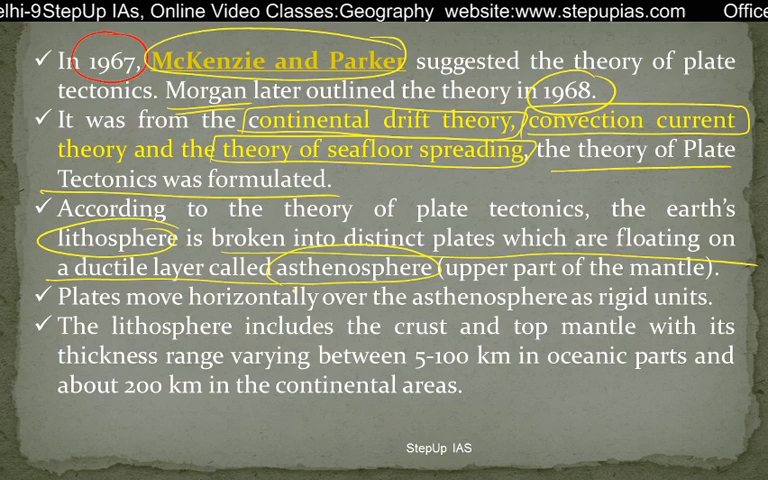 elhi-9StepUp IAs, Online Video Classes:Geography website:www.stepupias.com Office
✓ In 1967, McKenzie and Parker suggested the theory of plate
tectonics. Morgan later outlined the theory in 1968.
✓ It was from the continental drift theory, convection current
theory and the theory of seafloor spreading, the theory of Plate
Tectonics was formulated.
✓ According to the theory of plate tectonics, the earth's
lithosphere is broken into distinct plates which are floating on
a ductile layer called asthenosphere (upper part of the mantle).
✓ Plates move horizontally over the asthenosphere as rigid units.
✓ The lithosphere includes the crust and top mantle with its
thickness range varying between 5-100 km in oceanic parts and
about 200 km in the continental areas.
StepUp IAS